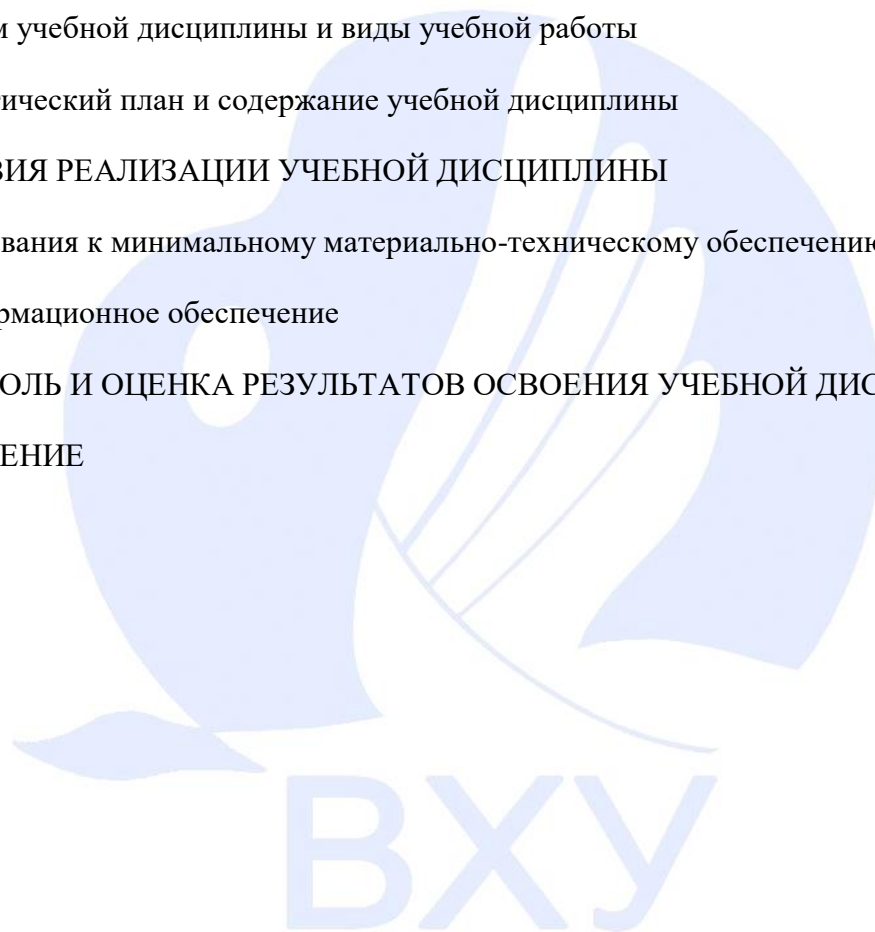 м учебной дисциплины и виды учебной работы
тический план и содержание учебной дисциплины
ВИЯ РЕАЛИЗАЦИИ УЧЕБНОЙ ДИСЦИПЛИНЫ
вания к минимальному материально-техническому обеспечению
рмационное обеспечение
ОЛЬ И ОЦЕНКА РЕЗУЛЬТАТОВ ОСВОЕНИЯ УЧЕБНОЙ ДИС
ЕНИЕ
ВХУ